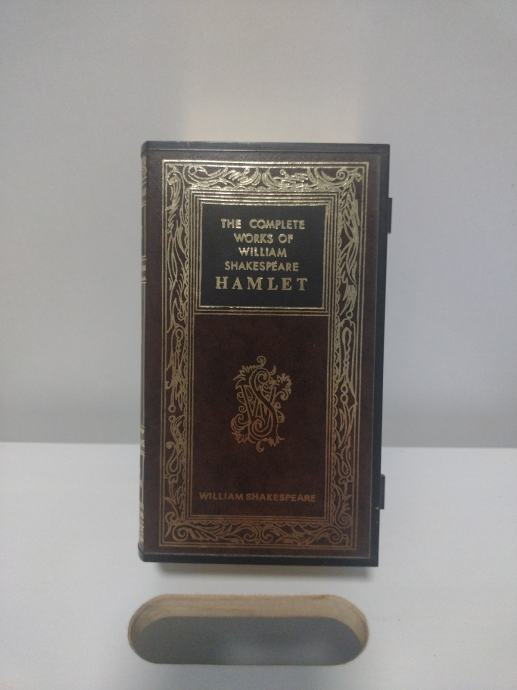 THE COMPLETE
WORKS OF
WILLIAM
SHAKESPEARE
HAMLET
WILLIAM SHAKESPEARE